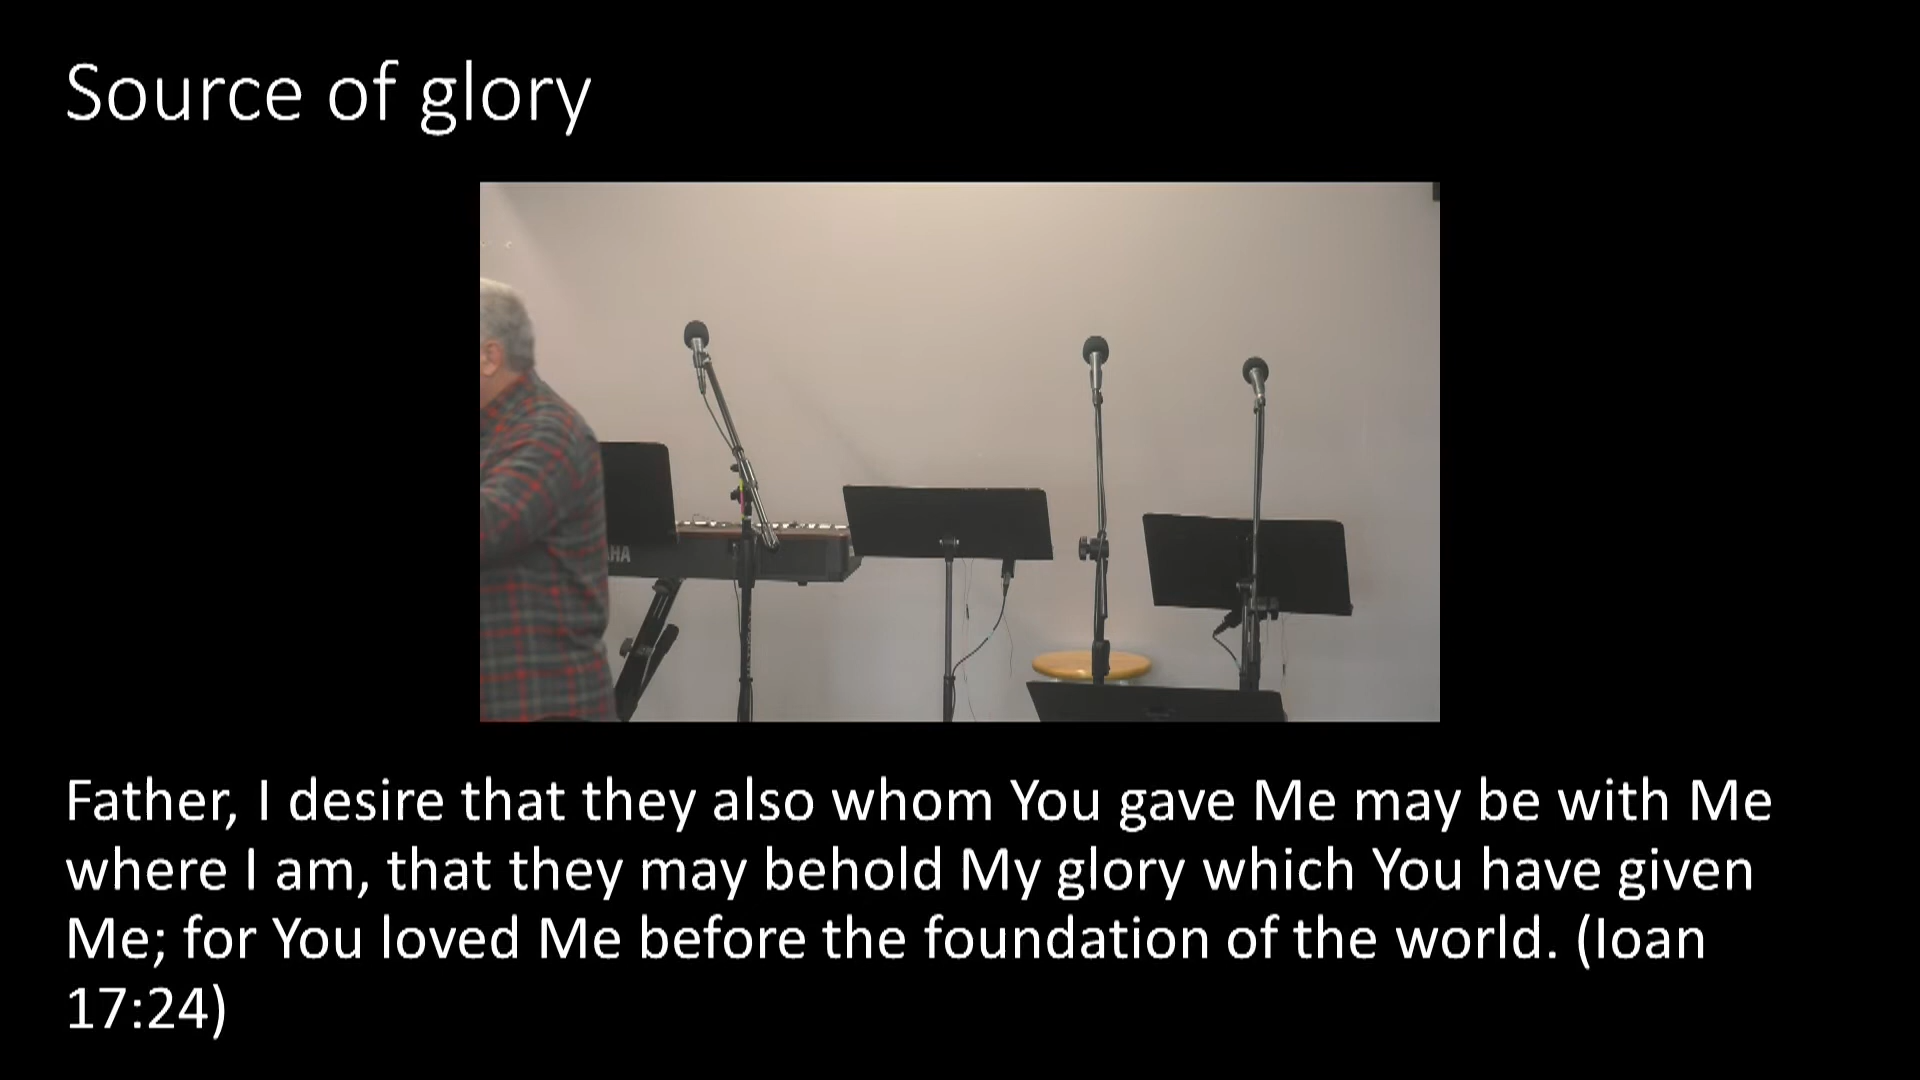 Source of glory
AHA
Father, I desire that they also whom You gave Me may be with Me
where I am, that they may behold My glory which You have given
Me; for You loved Me before the foundation of the world. (Ioan
17:24)